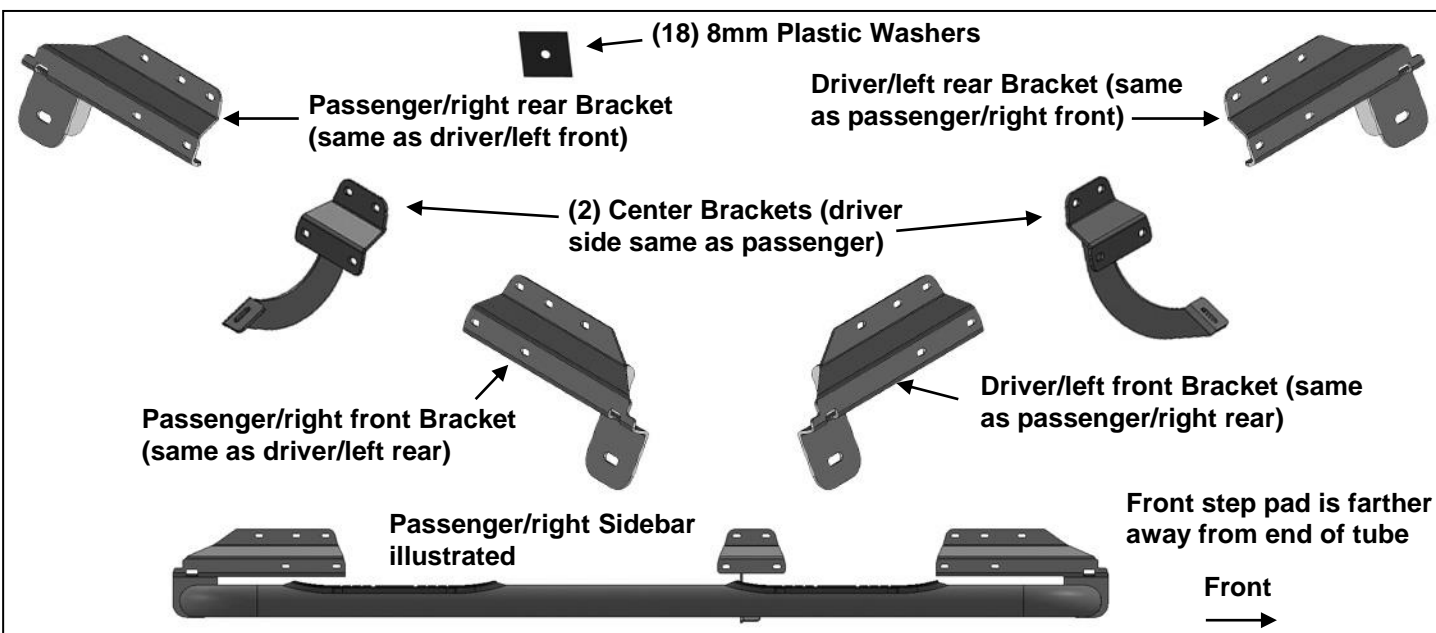 (18) 8mm Plastic Washers
Passenger/right rear Bracket
(same as driver/left front)
Driver/left rear Bracket (same
as passenger/right front)
(2) Center Brackets (driver
side same as passenger)
Passenger/right front Bracket
(same as driver/left rear)
Driver/left front Bracket (same
as passenger/right rear)
Passenger/right Sidebar
illustrated
Front step pad is farther
away from end of tube
Front